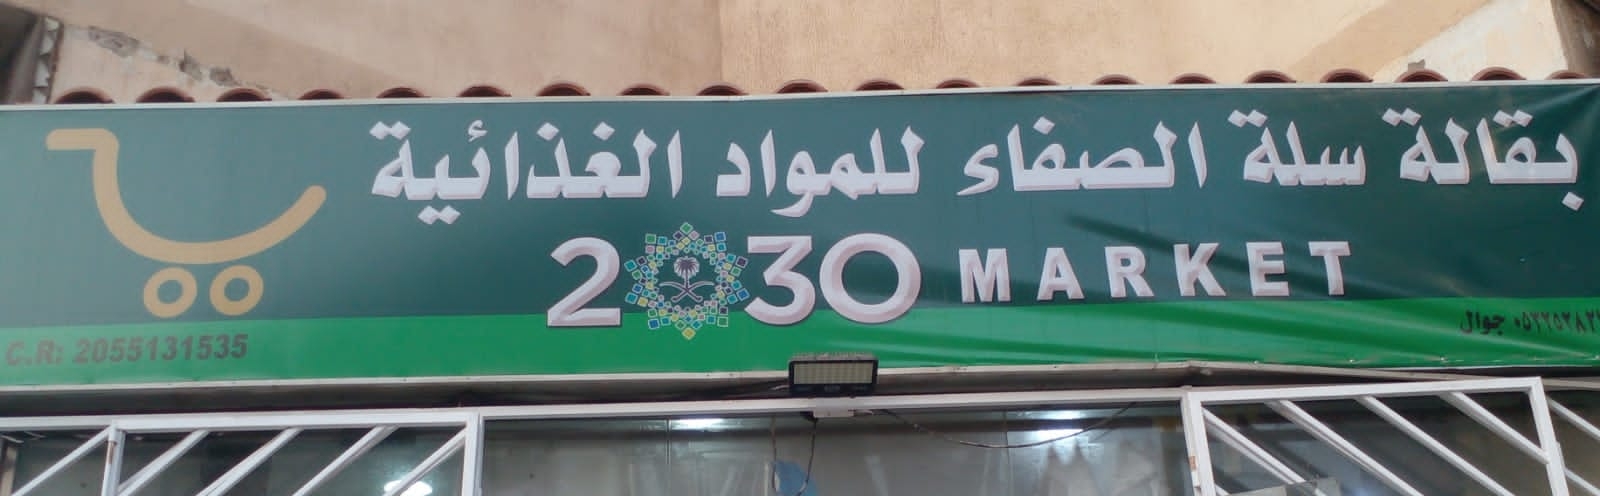 بقالة سلة الصفاء للمواد الغذائية
2030 MARKET
C.R: 2055131535
جوال